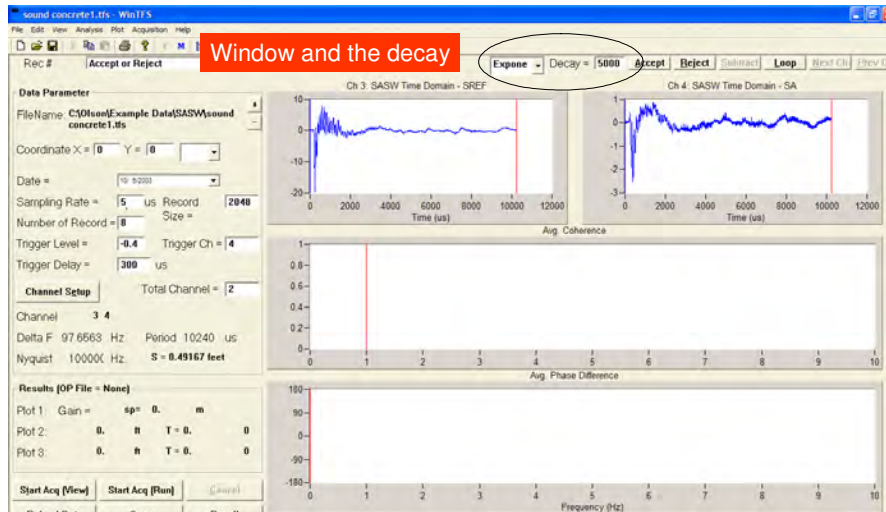 sound concrete1.tfs - WinTFS
File Edit View Analysis Plot Acquisition Help
Window and the decay
Rec # Accept or Reject
Expone Decay = 5000 Accept Reject Subtract Loop Next Ch Prev
Data Parameter
FileName: C:\Olson\Example Data\SASW\sound
concrete1.tfs
Coordinate X = 0 Y = 0
Date = 10/ 8/2003
Sampling Rate = 5 us Record Size = 2048
Number of Record = 8
Trigger Level = -0.4 Trigger Ch = 4
Trigger Delay = 300 us
Channel Setup Total Channel = 2
Channel 3 4
Delta F 97.6563 Hz Period 10240 us
Nyquist 10000( Hz S = 0.49167 feet
Results (OP File = None)
Plot 1: Gain = sp= 0. m
Plot 2: 0. ft T = 0. 0
Plot 3: 0. ft T = 0. 0
Start Acq (View) Start Acq (Run) Cancel
Ch 3: SASW Time Domain - SREF
10
0
-10
-20
0 2000 4000 6000 8000 10000 12000
Time (us)
Ch 4: SASW Time Domain - SA
1
0
-1
-2
-3
0 2000 4000 6000 8000 10000 12000
Time (us)
Avg. Coherence
1
0.8
0.6
0.4
0.2
0
0 1 2 3 4 5 6 7 8 9 10
Avg. Phase Difference
180
90
0
-90
-180
0 1 2 3 4 5 6 7 8 9 10
Frequency (Hz)